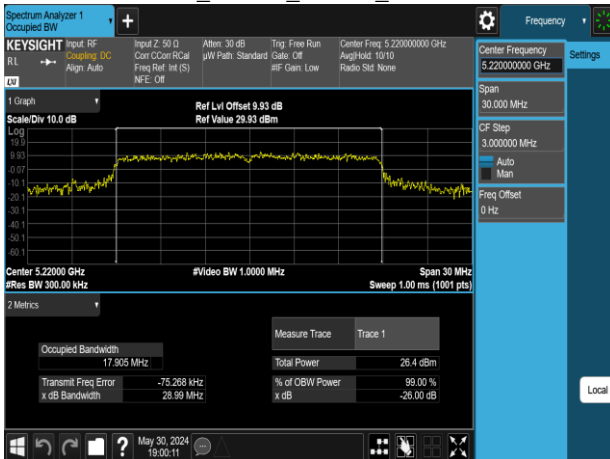 Spectrum Analyzer 1
Occupied BW
Frequency
KEYSIGHT
RL
LXI
Input: RF
Coupling: DC
Align: Auto
Input Z: 50 Ω
Corr CCorr RCal
Freq Ref: Int (S)
NFE: Off
Atten: 30 dB
µW Path: Standard
Trig: Free Run
Gate: Off
#IF Gain: Low
Center Freq: 5.220000000 GHz
Avg|Hold: 10/10
Radio Std: None
Center Frequency
5.220000000 GHz
Settings
Span
30.000 MHz
CF Step
3.000000 MHz
Auto
Man
Freq Offset
0 Hz
1 Graph
Scale/Div 10.0 dB
Ref Lvl Offset 9.93 dB
Ref Value 29.93 dBm
Log
19.9
9.93
-0.07
-10.1
-20.1
-30.1
-40.1
-50.1
-60.1
Center 5.22000 GHz
#Video BW 1.0000 MHz
Span 30 MHz
#Res BW 300.00 kHz
Sweep 1.00 ms (1001 pts)
2 Metrics
Measure Trace
Trace 1
Occupied Bandwidth
17.905 MHz
Total Power
26.4 dBm
Transmit Freq Error
-75.268 kHz
% of OBW Power
99.00 %
x dB Bandwidth
28.99 MHz
x dB
-26.00 dB
Local
?
May 30, 2024
19:00:11